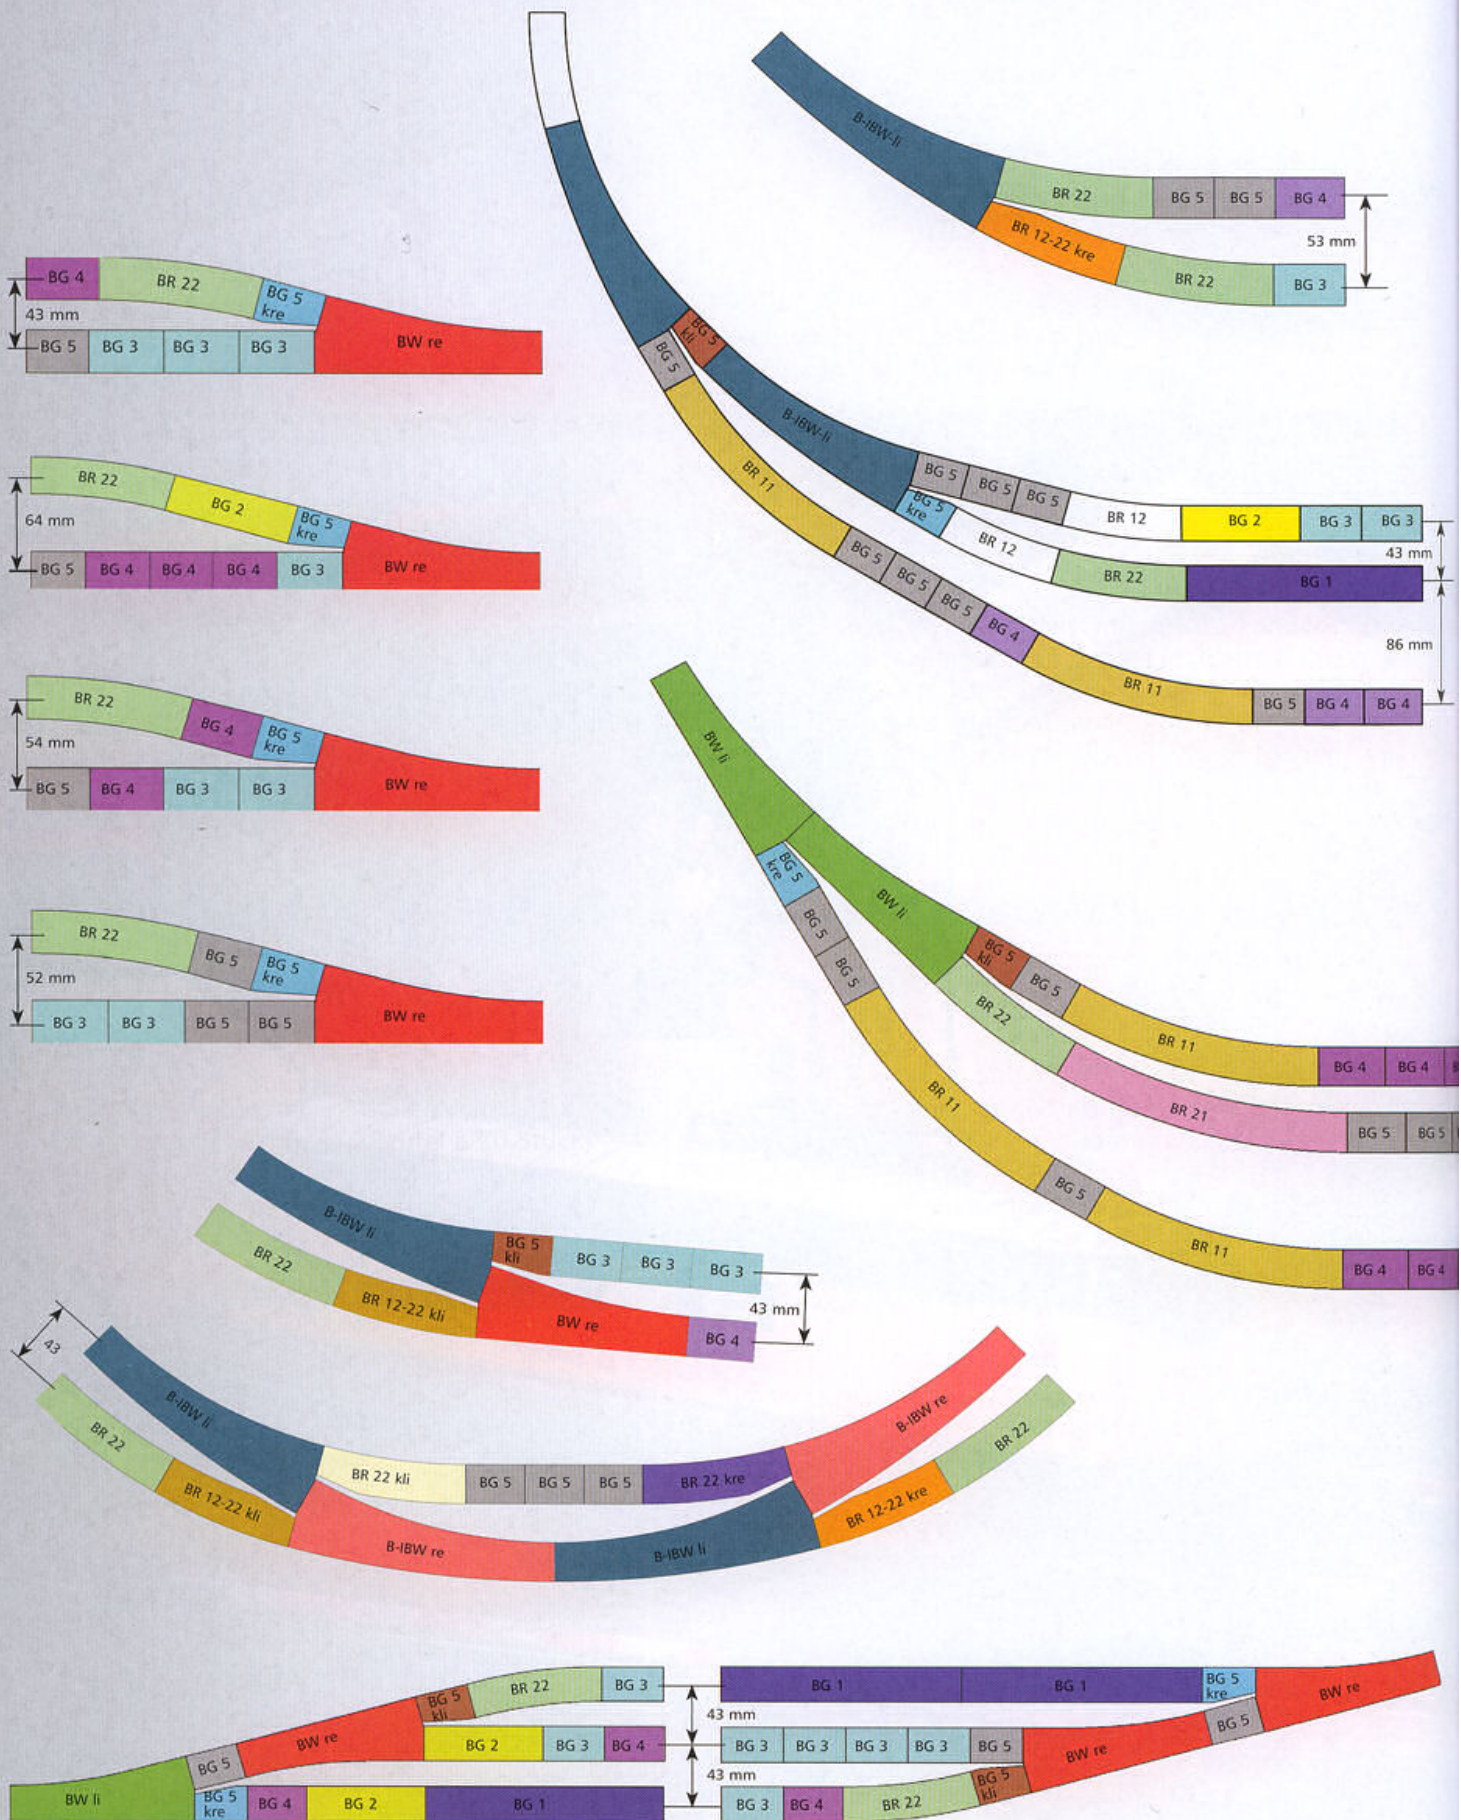 B-IBW-li
BR 22
BG 5
BG 5
BG 4
BR 12-22 kre
BR 22
BG 3
53 mm
BG 4
BR 22
BG 5
kre
43 mm
BG 5
BG 3
BG 3
BG 3
BW re
BG 5
kli
BG 5
B-IBW-li
BG 5
BG 5
BG 5
BR 12
BG 2
BG 3
BG 3
43 mm
BR 11
BG 5
kre
BR 12
BR 22
BG 1
86 mm
BG 5
BG 5
BG 5
BG 4
BR 11
BG 5
BG 4
BG 4
BR 22
BG 2
BG 5
kre
64 mm
BG 5
BG 4
BG 4
BG 4
BG 3
BW re
BR 22
BG 4
BG 5
kre
54 mm
BG 5
BG 4
BG 3
BG 3
BW re
BW li
BG 5
kre
BW li
BG 5
BG 5
BG 5
kli
BG 5
BR 11
BG 4
BG 4
BR 22
BR 21
BG 5
BG 5
BR 11
BG 5
BR 11
BG 4
BG 4
BR 22
BG 5
BG 5
kre
52 mm
BG 3
BG 3
BG 5
BG 5
BW re
B-IBW li
BG 5
kli
BG 3
BG 3
BG 3
BR 22
BR 12-22 kli
BW re
BG 4
43 mm
43
B-IBW li
BR 22 kli
BG 5
BG 5
BG 5
BR 22 kre
B-IBW re
BR 22
BR 12-22 kli
B-IBW re
B-IBW li
BR 12-22 kre
BR 22
BG 5
kli
BR 22
BG 3
BW re
BG 2
BG 3
BG 4
BG 5
BW li
BG 5
kre
BG 4
BG 2
BG 1
43 mm
43 mm
BG 1
BG 1
BG 5
kre
BW re
BG 3
BG 3
BG 3
BG 3
BG 5
BW re
BG 5
BG 3
BG 4
BR 22
BG 5
kli